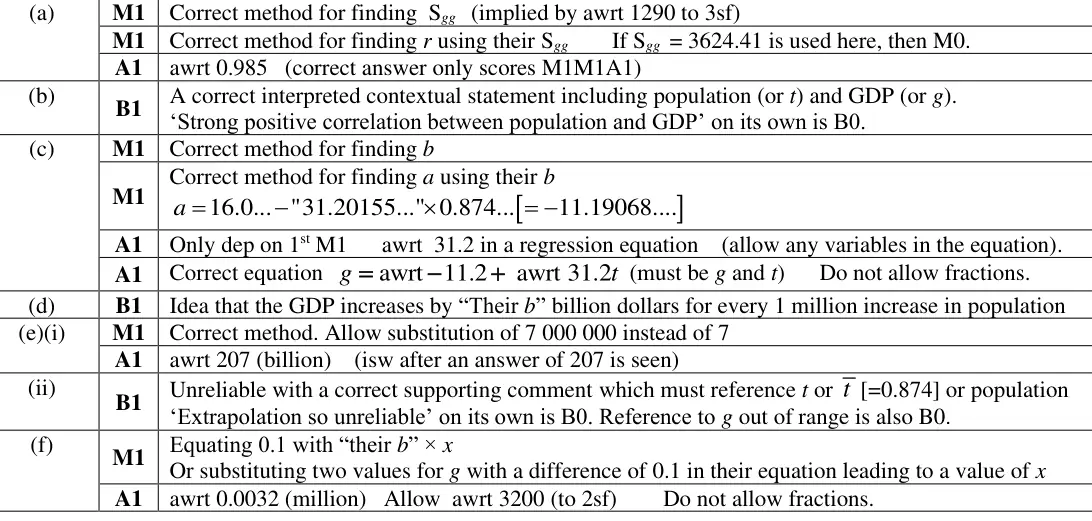 (a) M1 Correct method for finding S_gg (implied by awrt 1290 to 3sf)
M1 Correct method for finding r using their S_gg If S_gg = 3624.41 is used here, then M0.
A1 awrt 0.985 (correct answer only scores M1M1A1)
(b) B1 A correct interpreted contextual statement including population (or t) and GDP (or g).
‘Strong positive correlation between population and GDP’ on its own is B0.
(c) M1 Correct method for finding b
M1 Correct method for finding a using their b
a = 16.0... − "31.20155..." × 0.874... [= −11.19068....]
A1 Only dep on 1st M1 awrt 31.2 in a regression equation (allow any variables in the equation).
A1 Correct equation g = awrt −11.2 + awrt 31.2t (must be g and t) Do not allow fractions.
(d) B1 Idea that the GDP increases by “Their b” billion dollars for every 1 million increase in population
(e)(i) M1 Correct method. Allow substitution of 7 000 000 instead of 7
A1 awrt 207 (billion) (isw after an answer of 207 is seen)
(ii) B1 Unreliable with a correct supporting comment which must reference t or t̅ [=0.874] or population
‘Extrapolation so unreliable’ on its own is B0. Reference to g out of range is also B0.
(f) M1 Equating 0.1 with “their b” × x
Or substituting two values for g with a difference of 0.1 in their equation leading to a value of x
A1 awrt 0.0032 (million) Allow awrt 3200 (to 2sf) Do not allow fractions.